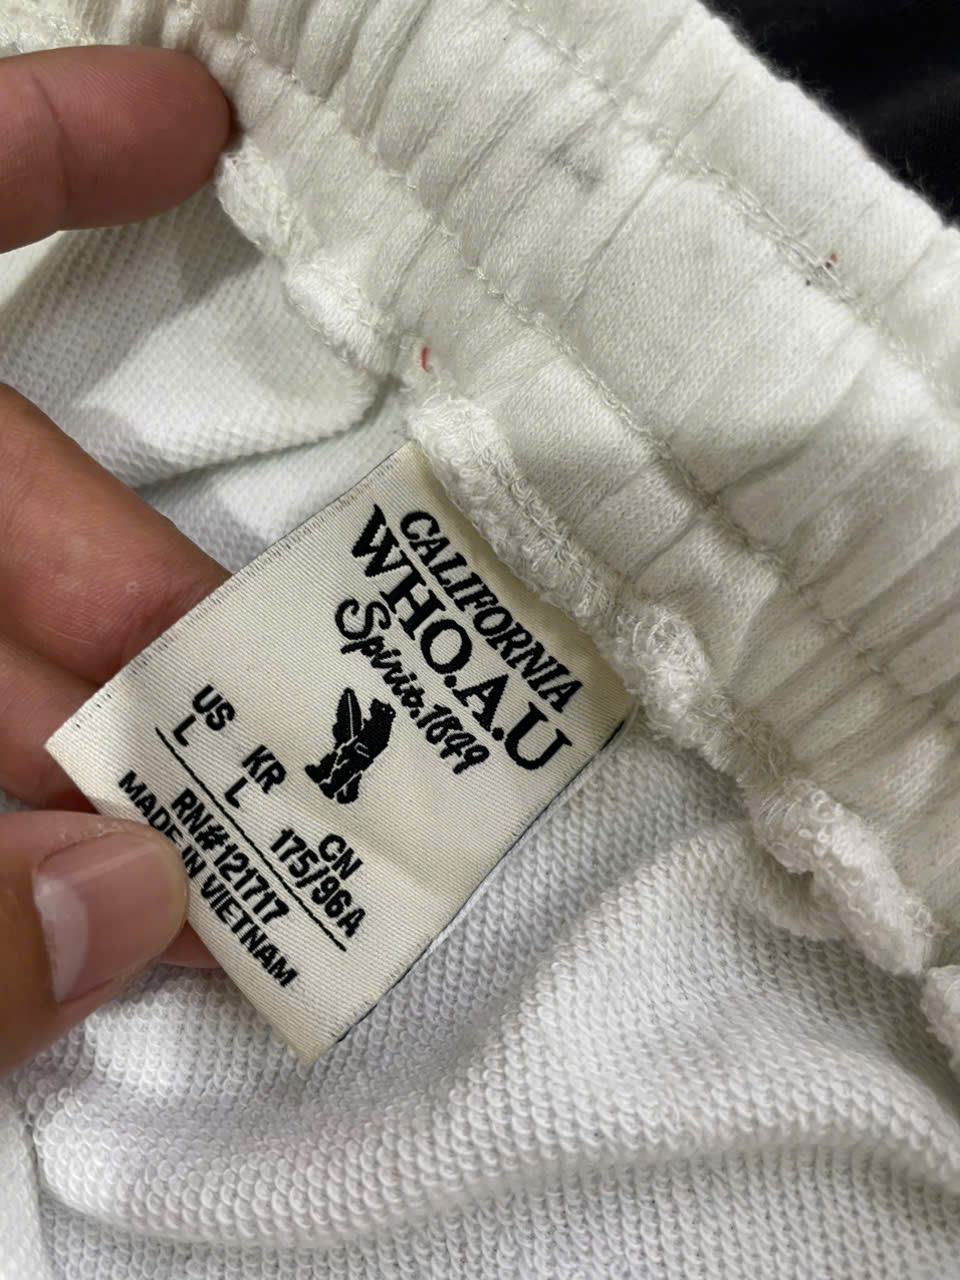 CALIFORNIA
WHO.A.U
Spirit.1849
US KR CN
L L 175/96A
RN#121717
MADE IN VIETNAM